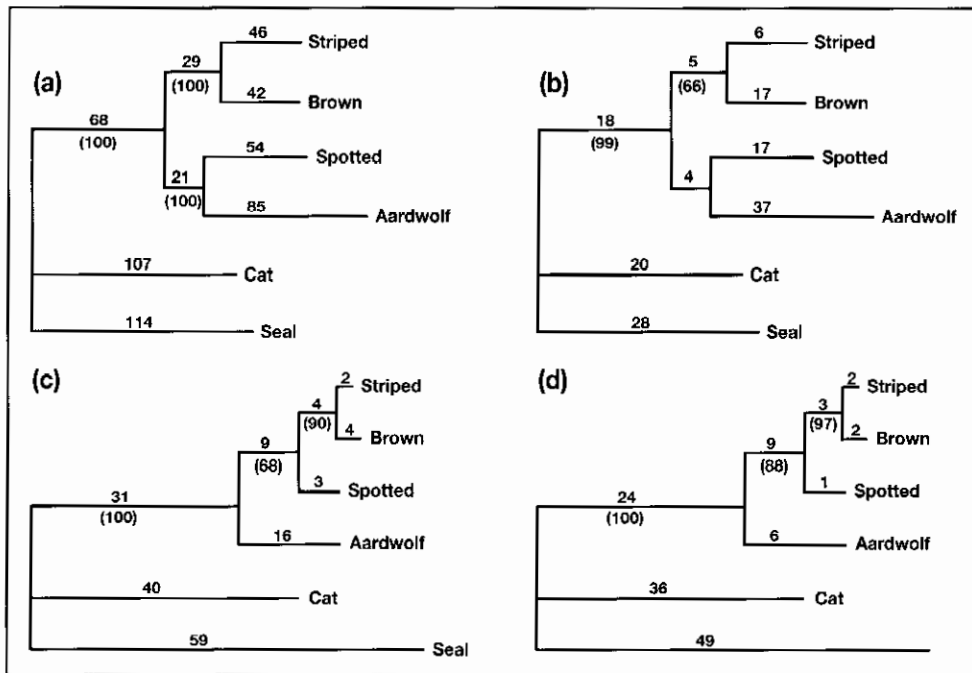 (a)
46 Striped
29
(100)
42 Brown
68
(100)
54 Spotted
21
(100)
85 Aardwolf
107 Cat
114 Seal
(b)
6 Striped
5
(66)
17 Brown
18
(99)
17 Spotted
4
37 Aardwolf
20 Cat
28 Seal
(c)
2 Striped
4
(90)
4 Brown
9
(68)
3 Spotted
31
(100)
16 Aardwolf
40 Cat
59 Seal
(d)
2 Striped
3
(97)
2 Brown
9
(88)
1 Spotted
24
(100)
6 Aardwolf
36 Cat
49